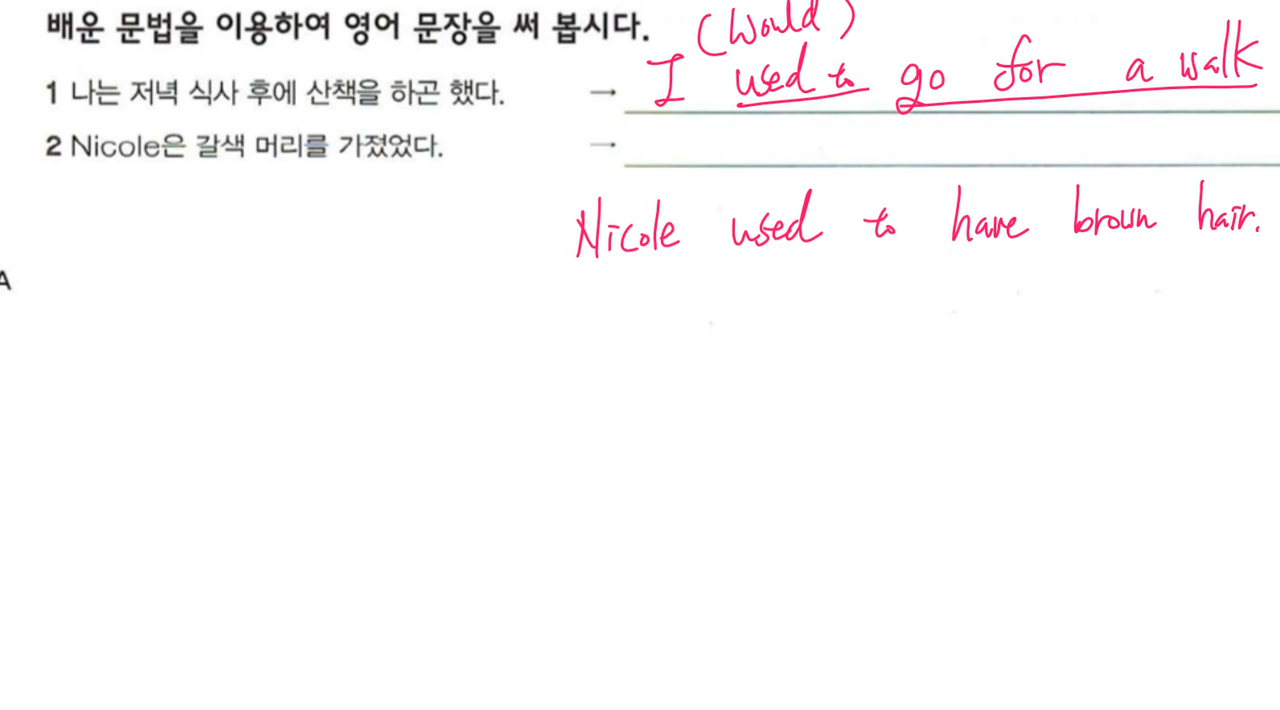 배운 문법을 이용하여 영어 문장을 써 봅시다.
(Would)
1 나는 저녁 식사 후에 산책을 하곤 했다. → I used to go for a walk
2 Nicole은 갈색 머리를 가졌었다. →
Nicole used to have brown hair.
A